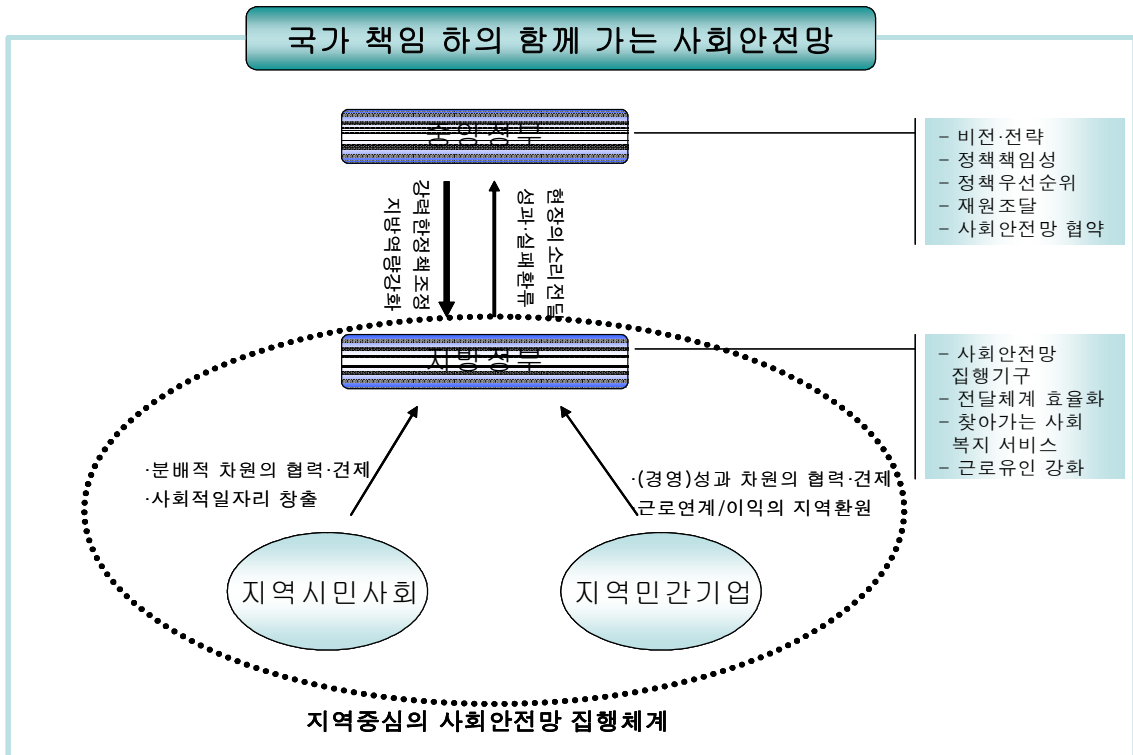 국가 책임 하의 함께 가는 사회안전망
중앙정부
- 비전·전략
- 정책책임성
- 정책우선순위
- 재원조달
- 사회안전망 협약
강력한정책조정
지방역량강화
현장의소리전달
성과·실패환류
지방정부
- 사회안전망
집행기구
- 전달체계 효율화
- 찾아가는 사회
복지 서비스
- 근로유인 강화
·분배적 차원의 협력·견제
·사회적일자리 창출
·(경영)성과 차원의 협력·견제
근로연계/이익의 지역환원
지역시민사회
지역민간기업
지역중심의 사회안전망 집행체계